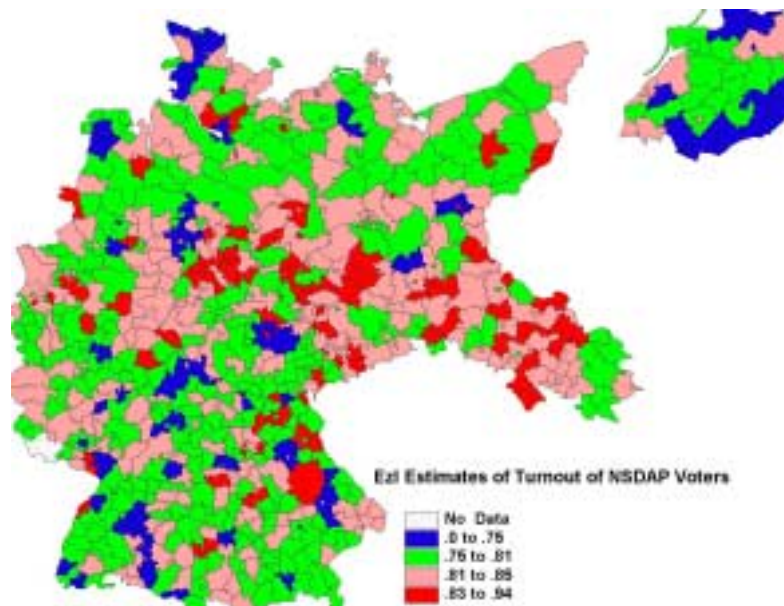 EzI Estimates of Turnout of NSDAP Voters
No Data
.0 to .75
.75 to .81
.81 to .85
.83 to .94